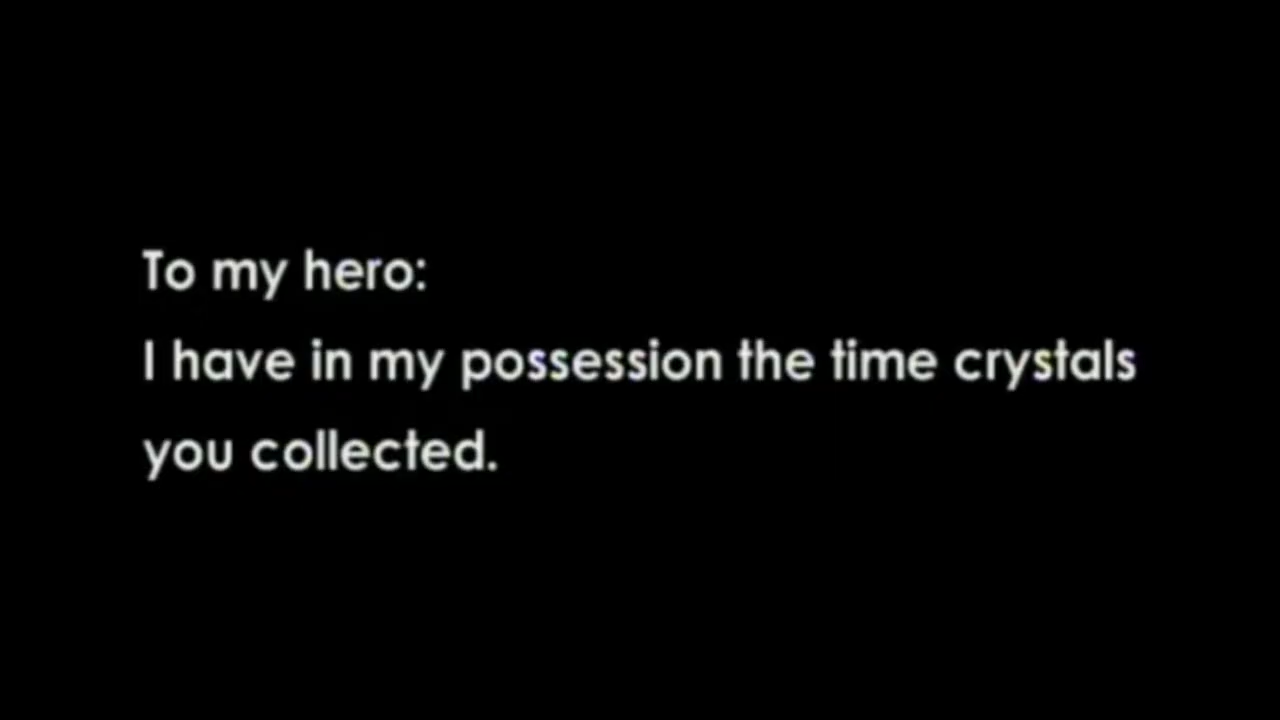 To my hero:
I have in my possession the time crystals
you collected.